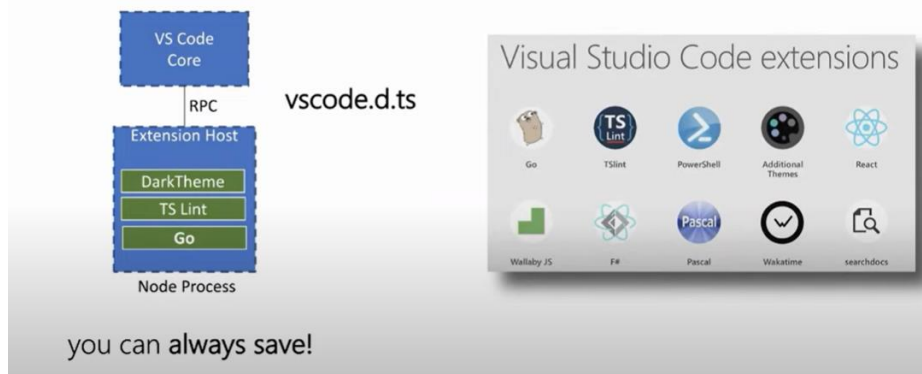 VS Code
Core
RPC
Extension Host
DarkTheme
TS Lint
Go
Node Process
vscode.d.ts
Visual Studio Code extensions
TS
Lint
Pascal
Go
TSlint
PowerShell
Additional
Themes
React
Wallaby JS
F#
Pascal
Wakatime
searchdocs
you can always save!